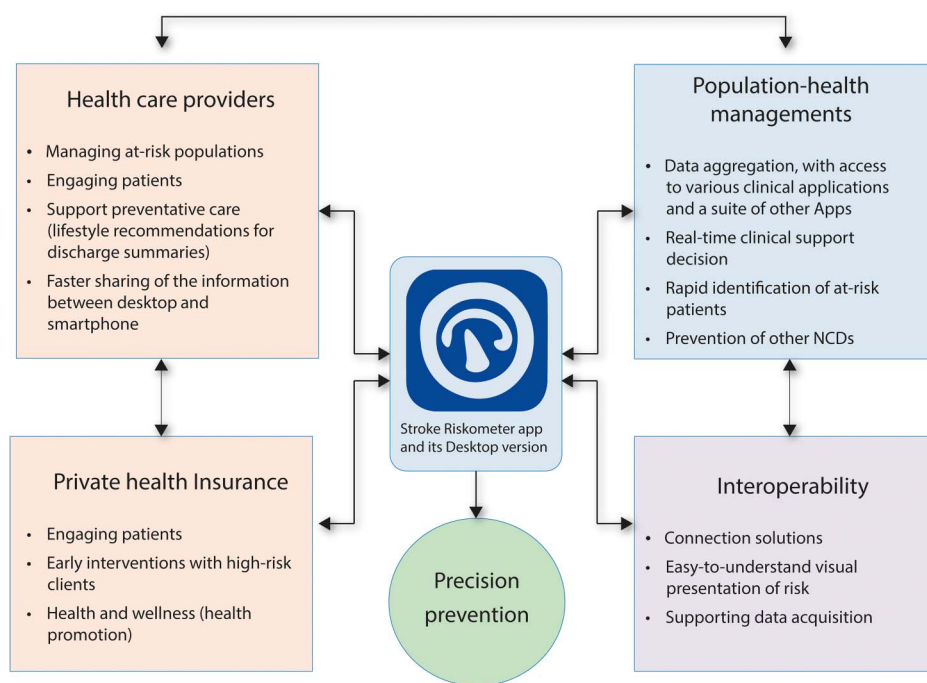 Health care providers
• Managing at-risk populations
• Engaging patients
• Support preventative care
(lifestyle recommendations for
discharge summaries)
• Faster sharing of the information
between desktop and
smartphone
Population-health
managements
• Data aggregation, with access
to various clinical applications
and a suite of other Apps
• Real-time clinical support
decision
• Rapid identification of at-risk
patients
• Prevention of other NCDs
Stroke Riskometer app
and its Desktop version
Private health Insurance
• Engaging patients
• Early interventions with high-risk
clients
• Health and wellness (health
promotion)
Precision
prevention
Interoperability
• Connection solutions
• Easy-to-understand visual
presentation of risk
• Supporting data acquisition